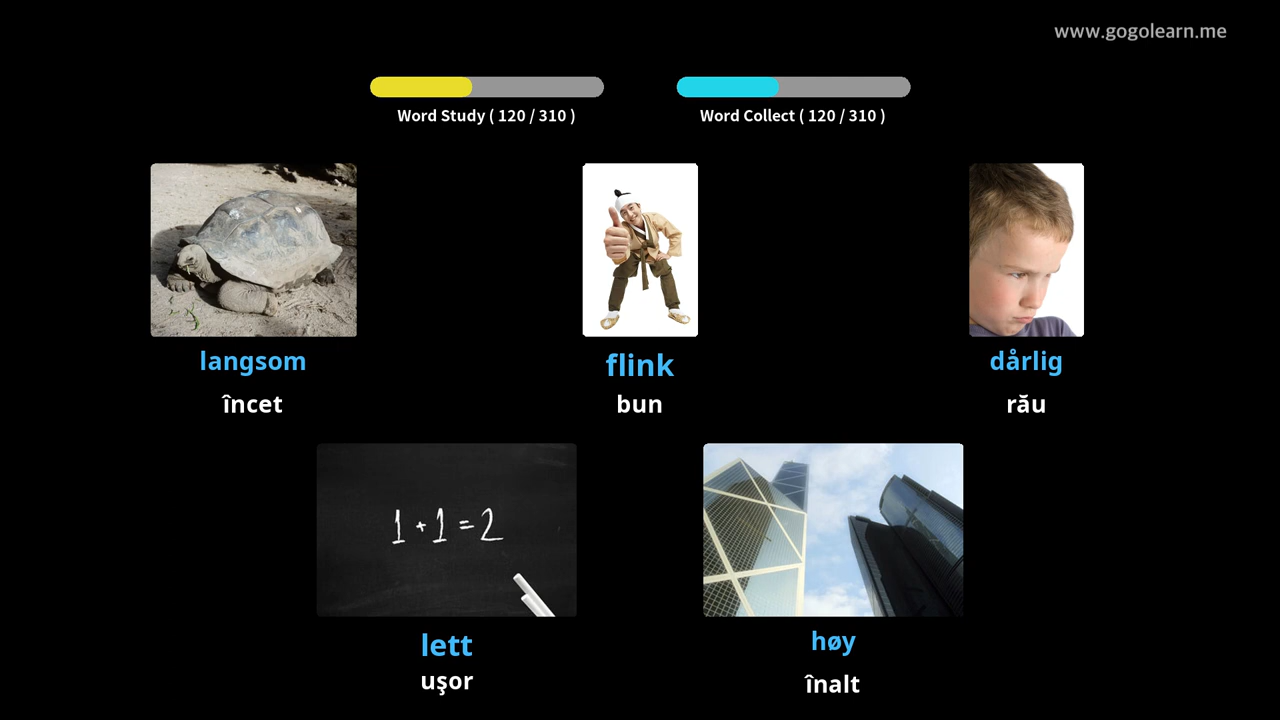 www.gogolearn.me
Word Study ( 120 / 310 )
Word Collect ( 120 / 310 )
langsom
încet
flink
bun
dårlig
rău
1 + 1 = 2
lett
uşor
høy
înalt